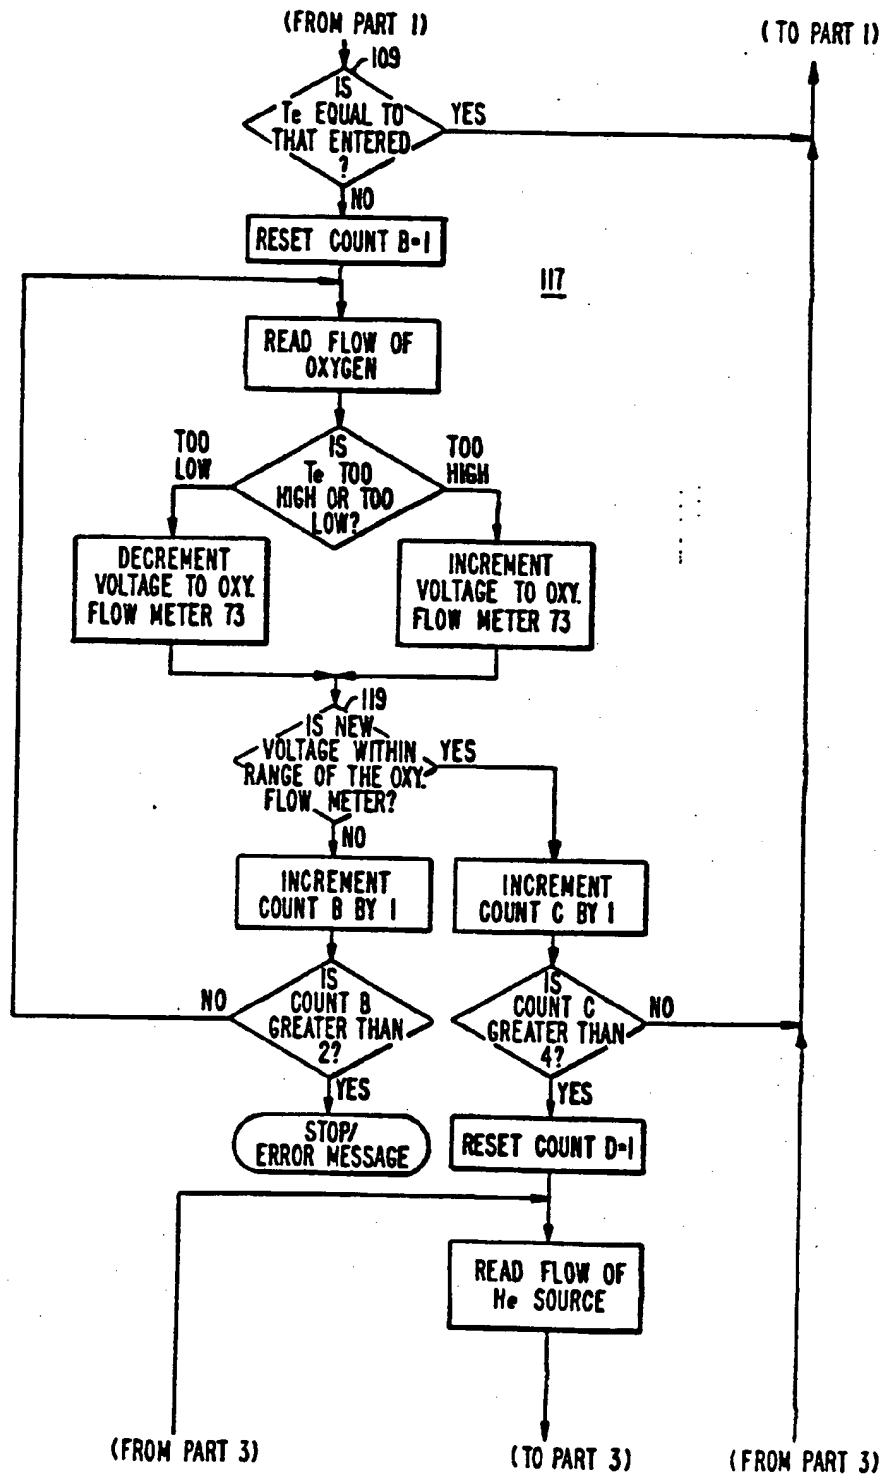 (FROM PART 1)
(TO PART 1)
109
IS
Te EQUAL TO
THAT ENTERED
?
YES
NO
RESET COUNT B=1
117
READ FLOW OF
OXYGEN
TOO
LOW
IS
Te TOO
HIGH OR TOO
LOW?
TOO
HIGH
DECREMENT
VOLTAGE TO OXY.
FLOW METER 73
INCREMENT
VOLTAGE TO OXY.
FLOW METER 73
119
IS NEW
VOLTAGE WITHIN
RANGE OF THE OXY.
FLOW METER?
YES
NO
INCREMENT
COUNT B BY 1
INCREMENT
COUNT C BY 1
NO
IS
COUNT B
GREATER THAN
2?
IS
COUNT C
GREATER THAN
4?
NO
YES
YES
STOP/
ERROR MESSAGE
RESET COUNT D=1
READ FLOW OF
He SOURCE
(FROM PART 3)
(TO PART 3)
(FROM PART 3)